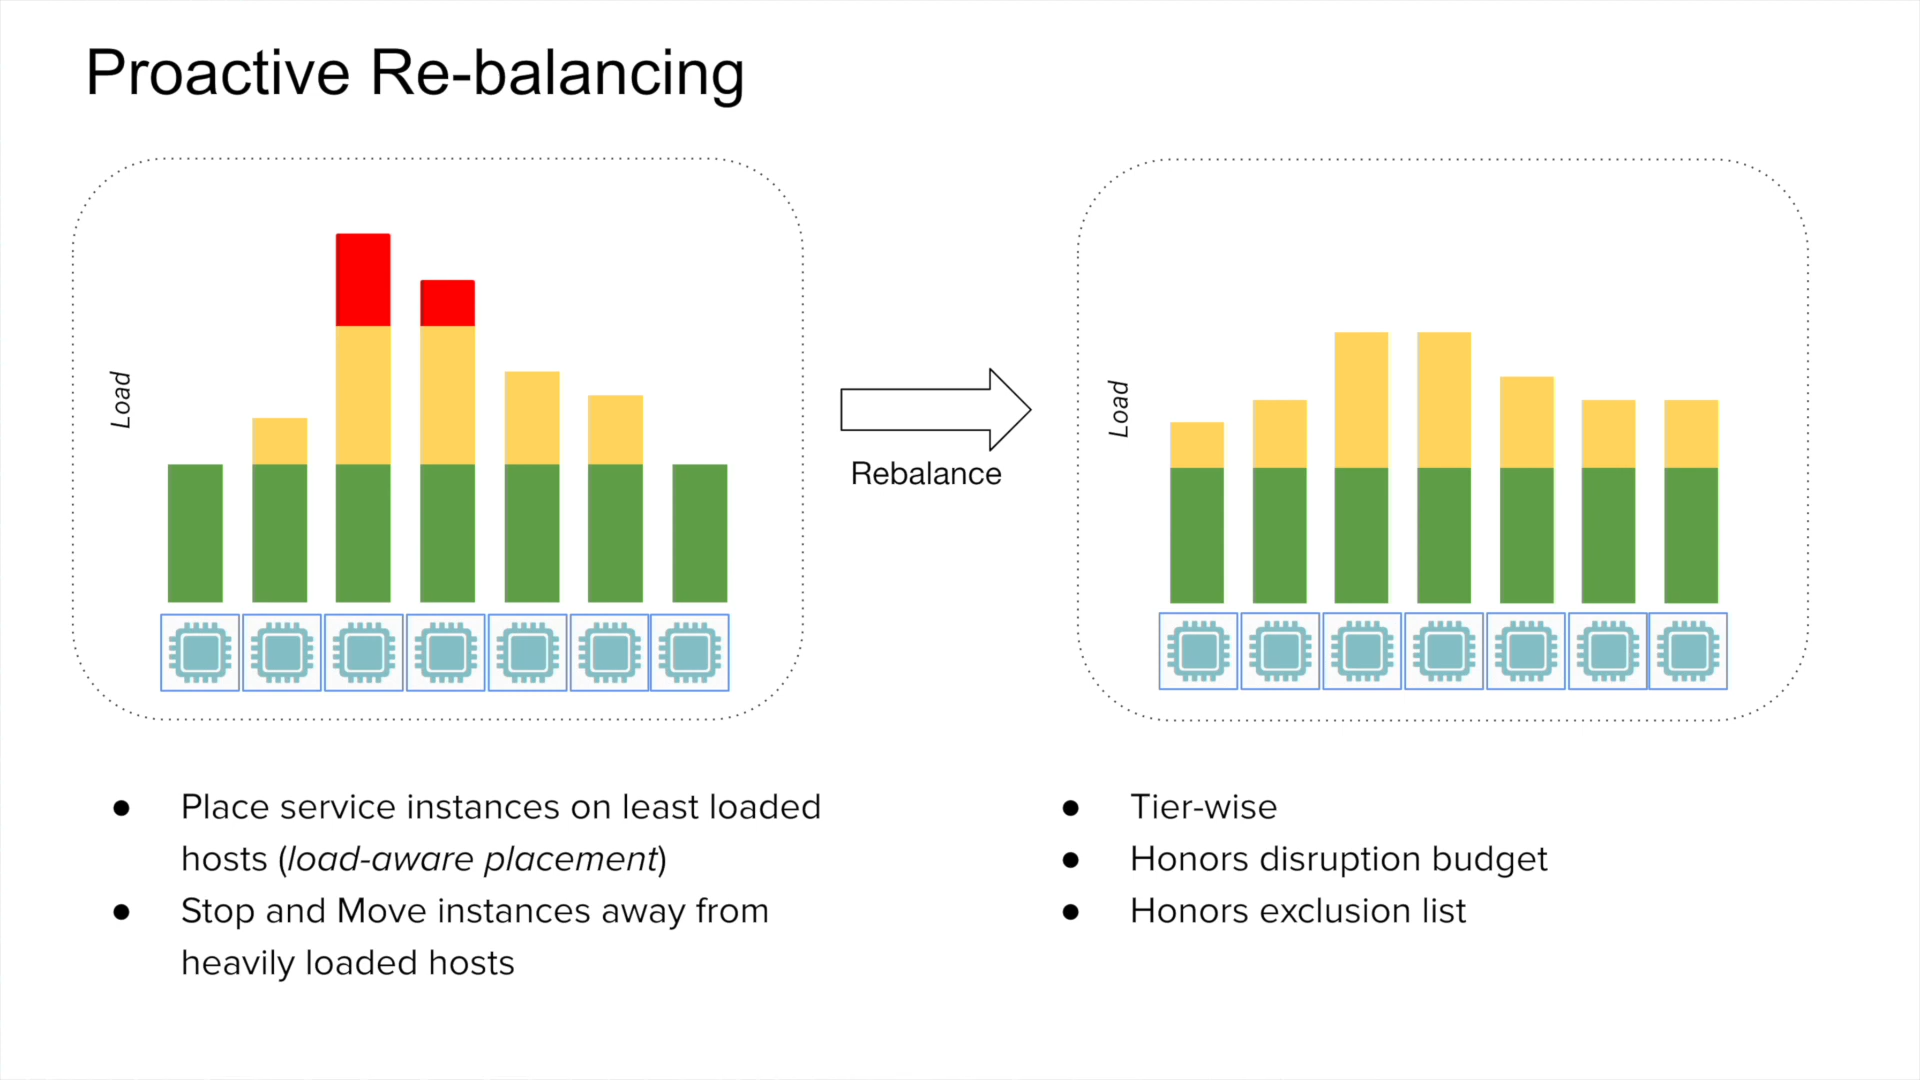 Proactive Re-balancing
Load
Rebalance
Load
● Place service instances on least loaded
hosts (load-aware placement)
● Stop and Move instances away from
heavily loaded hosts
● Tier-wise
● Honors disruption budget
● Honors exclusion list